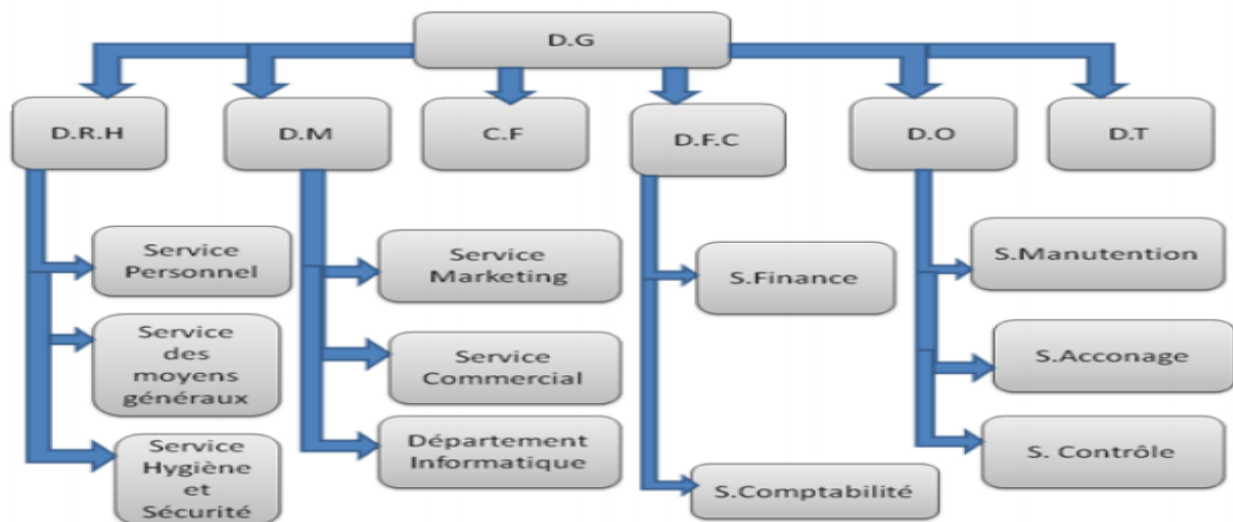 D.G
D.R.H
D.M
C.F
D.F.C
D.O
D.T
Service
Personnel
Service
des
moyens
généraux
Service
Hygiène
et
Sécurité
Service
Marketing
Service
Commercial
Département
Informatique
S.Finance
S.Comptabilité
S.Manutention
S.Acconage
S. Contrôle